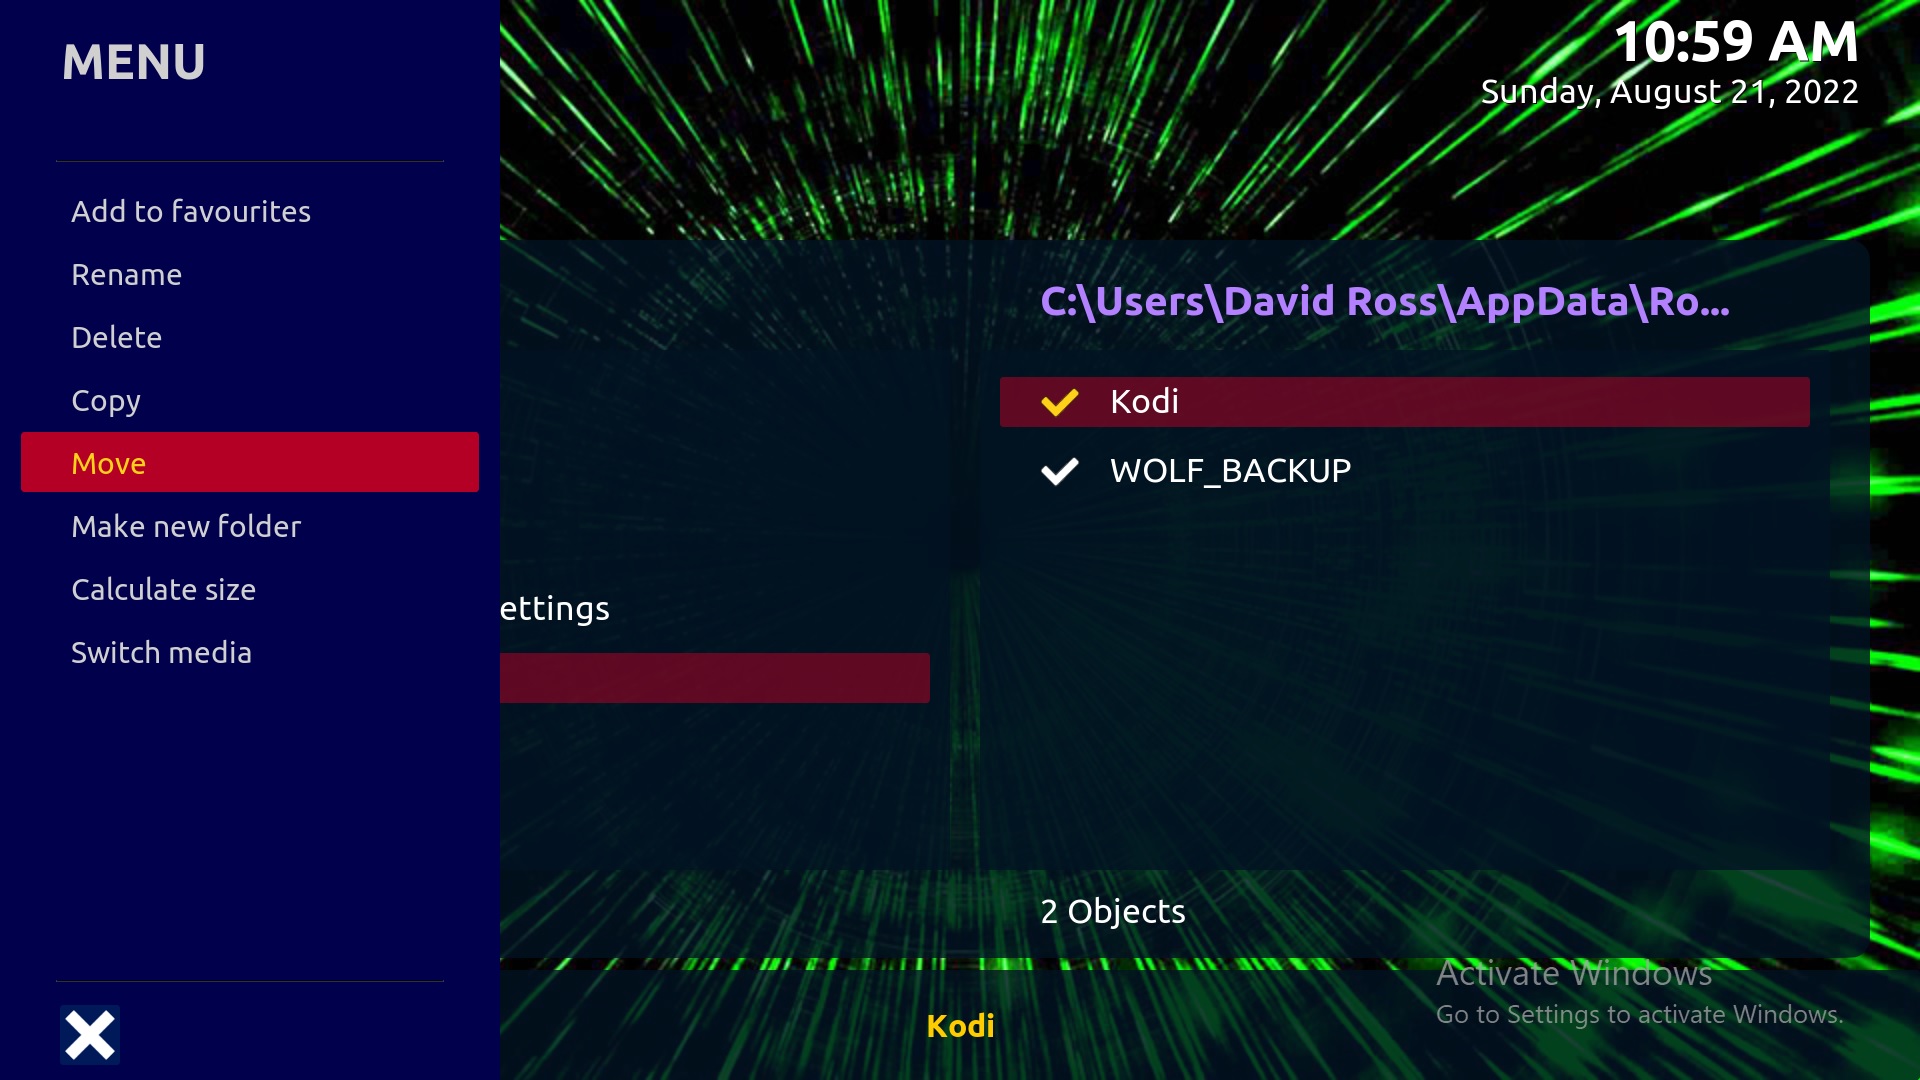 MENU
Add to favourites
Rename
Delete
Copy
Move
Make new folder
Calculate size
Switch media
10:59 AM
Sunday, August 21, 2022
ettings
C:\Users\David Ross\AppData\Ro...
Kodi
WOLF_BACKUP
2 Objects
Kodi
Activate Windows
Go to Settings to activate Windows.